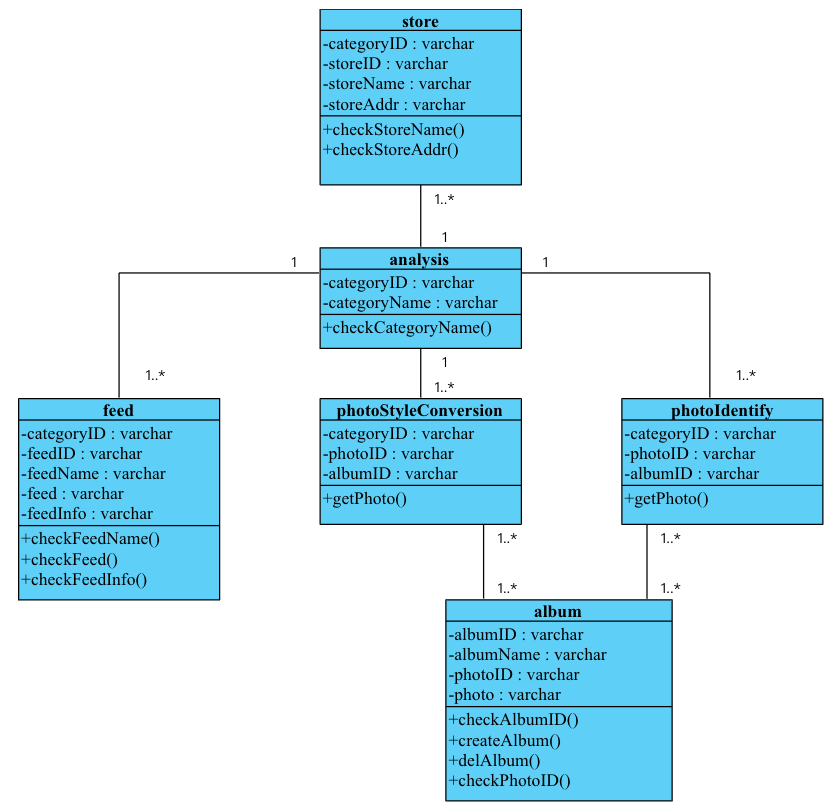 store
-categoryID : varchar
-storeID : varchar
-storeName : varchar
-storeAddr : varchar
+checkStoreName()
+checkStoreAddr()
1..*
1
analysis
-categoryID : varchar
-categoryName : varchar
+checkCategoryName()
1
1
1
1..*
1..*
1..*
feed
-categoryID : varchar
-feedID : varchar
-feedName : varchar
-feed : varchar
-feedInfo : varchar
+checkFeedName()
+checkFeed()
+checkFeedInfo()
photoStyleConversion
-categoryID : varchar
-photoID : varchar
-albumID : varchar
+getPhoto()
photoIdentify
-categoryID : varchar
-photoID : varchar
-albumID : varchar
+getPhoto()
1..*
1..*
1..*
1..*
album
-albumID : varchar
-albumName : varchar
-photoID : varchar
-photo : varchar
+checkAlbumID()
+createAlbum()
+delAlbum()
+checkPhotoID()